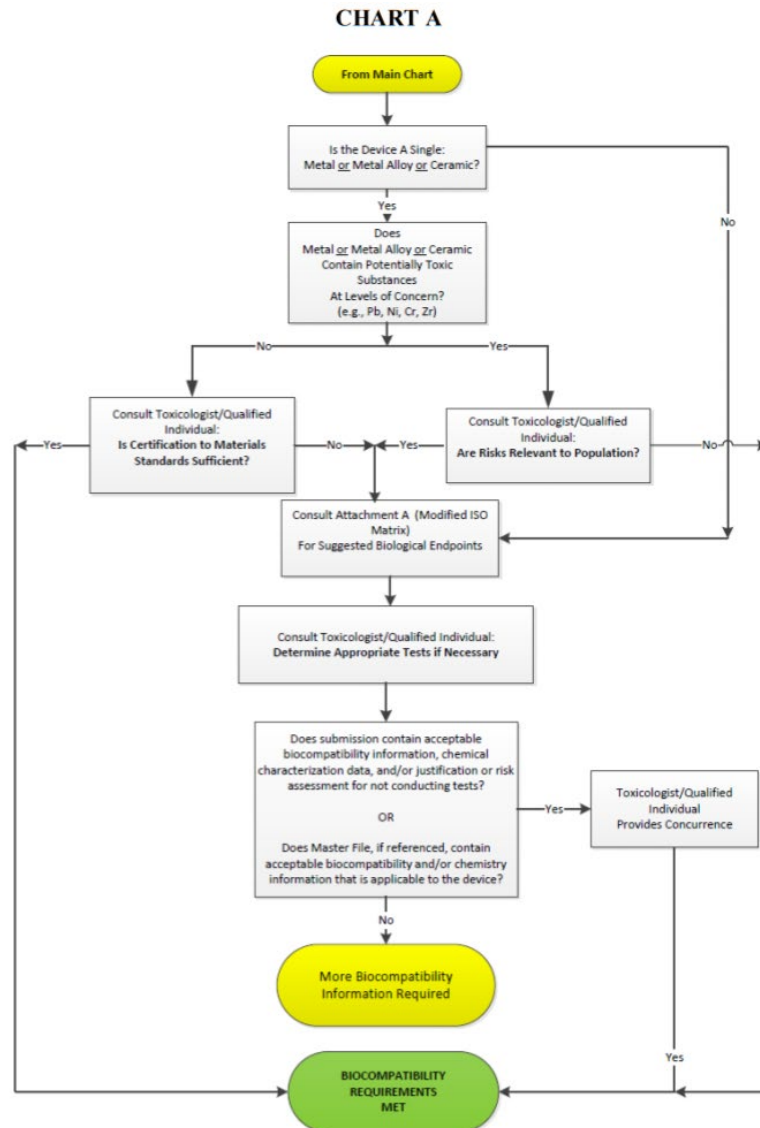 CHART A
From Main Chart
Is the Device A Single:
Metal or Metal Alloy or Ceramic?
No
Yes
Does
Metal or Metal Alloy or Ceramic
Contain Potentially Toxic
Substances
At Levels of Concern?
(e.g., Pb, Ni, Cr, Zr)
No
Yes
Consult Toxicologist/Qualified
Individual:
Is Certification to Materials
Standards Sufficient?
Yes
No
Consult Toxicologist/Qualified
Individual:
Are Risks Relevant to Population?
Yes
No
Consult Attachment A (Modified ISO
Matrix)
For Suggested Biological Endpoints
Consult Toxicologist/Qualified Individual:
Determine Appropriate Tests if Necessary
Does submission contain acceptable
biocompatibility information, chemical
characterization data, and/or justification or risk
assessment for not conducting tests?
OR
Does Master File, if referenced, contain
acceptable biocompatibility and/or chemistry
information that is applicable to the device?
Yes
Toxicologist/Qualified
Individual
Provides Concurrence
No
More Biocompatibility
Information Required
Yes
BIOCOMPATIBILITY
REQUIREMENTS
MET